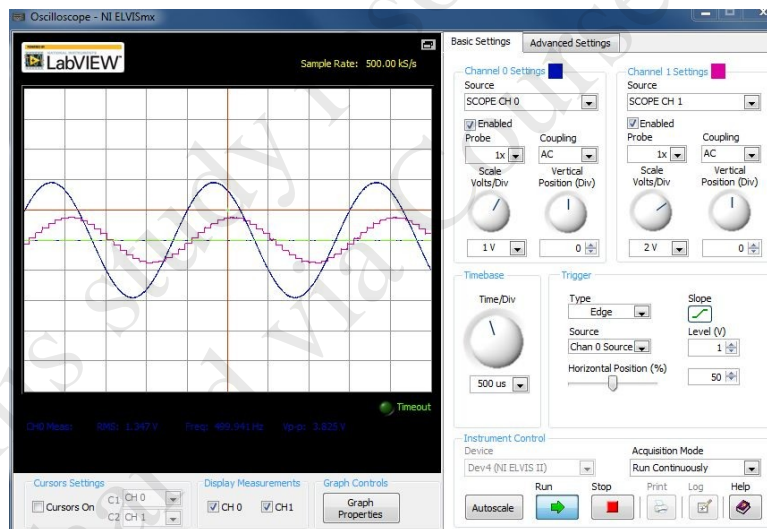 Oscilloscope - NI ELVISmx
LabVIEW
Sample Rate: 500.00 kS/s
Timeout
CH0 Meas: RMS: 1.347 V Freq: 499.941 Hz Vp-p: 3.825 V
Cursors Settings
Cursors On
C1 CH 0
C2 CH 1
Display Measurements
CH 0 CH1
Graph Controls
Graph
Properties
Basic Settings Advanced Settings
Channel 0 Settings
Source
SCOPE CH 0
Enabled
Probe Coupling
1x AC
Scale Vertical
Volts/Div Position (Div)
1 V 0
Channel 1 Settings
Source
SCOPE CH 1
Enabled
Probe Coupling
1x AC
Scale Vertical
Volts/Div Position (Div)
2 V 0
Timebase
Time/Div
500 us
Trigger
Type Slope
Edge
Source Level (V)
Chan 0 Source 1
Horizontal Position (%)
50
Instrument Control
Device Acquisition Mode
Dev4 (NI ELVIS II) Run Continuously
Run Stop Print Log Help
Autoscale